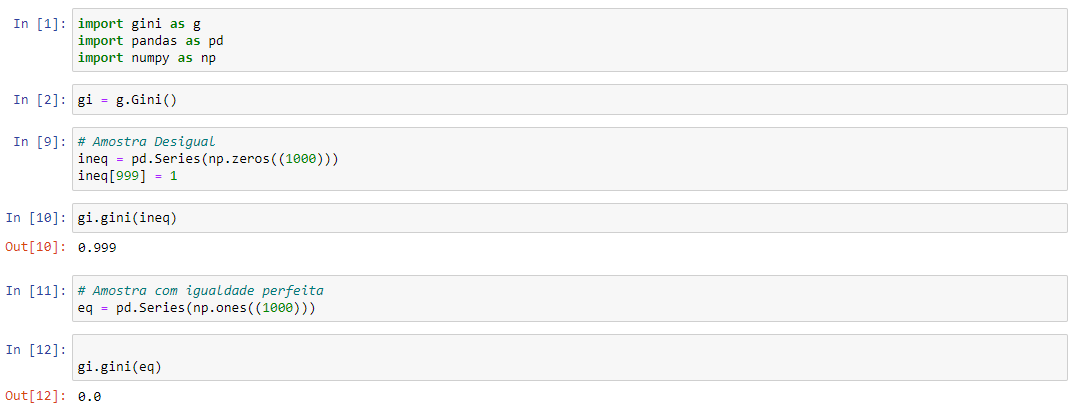 In [1]: import gini as g
import pandas as pd
import numpy as np
In [2]: gi = g.Gini()
In [9]: # Amostra Desigual
ineq = pd.Series(np.zeros((1000)))
ineq[999] = 1
In [10]: gi.gini(ineq)
Out[10]: 0.999
In [11]: # Amostra com igualdade perfeita
eq = pd.Series(np.ones((1000)))
In [12]:
gi.gini(eq)
Out[12]: 0.0